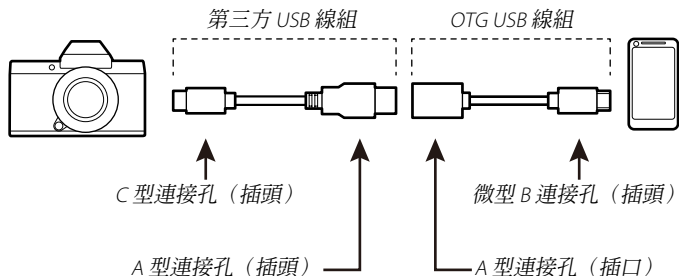 第三方 USB 線組
OTG USB 線組
C 型連接孔（插頭）
微型 B 連接孔（插頭）
A 型連接孔（插頭）
A 型連接孔（插口）